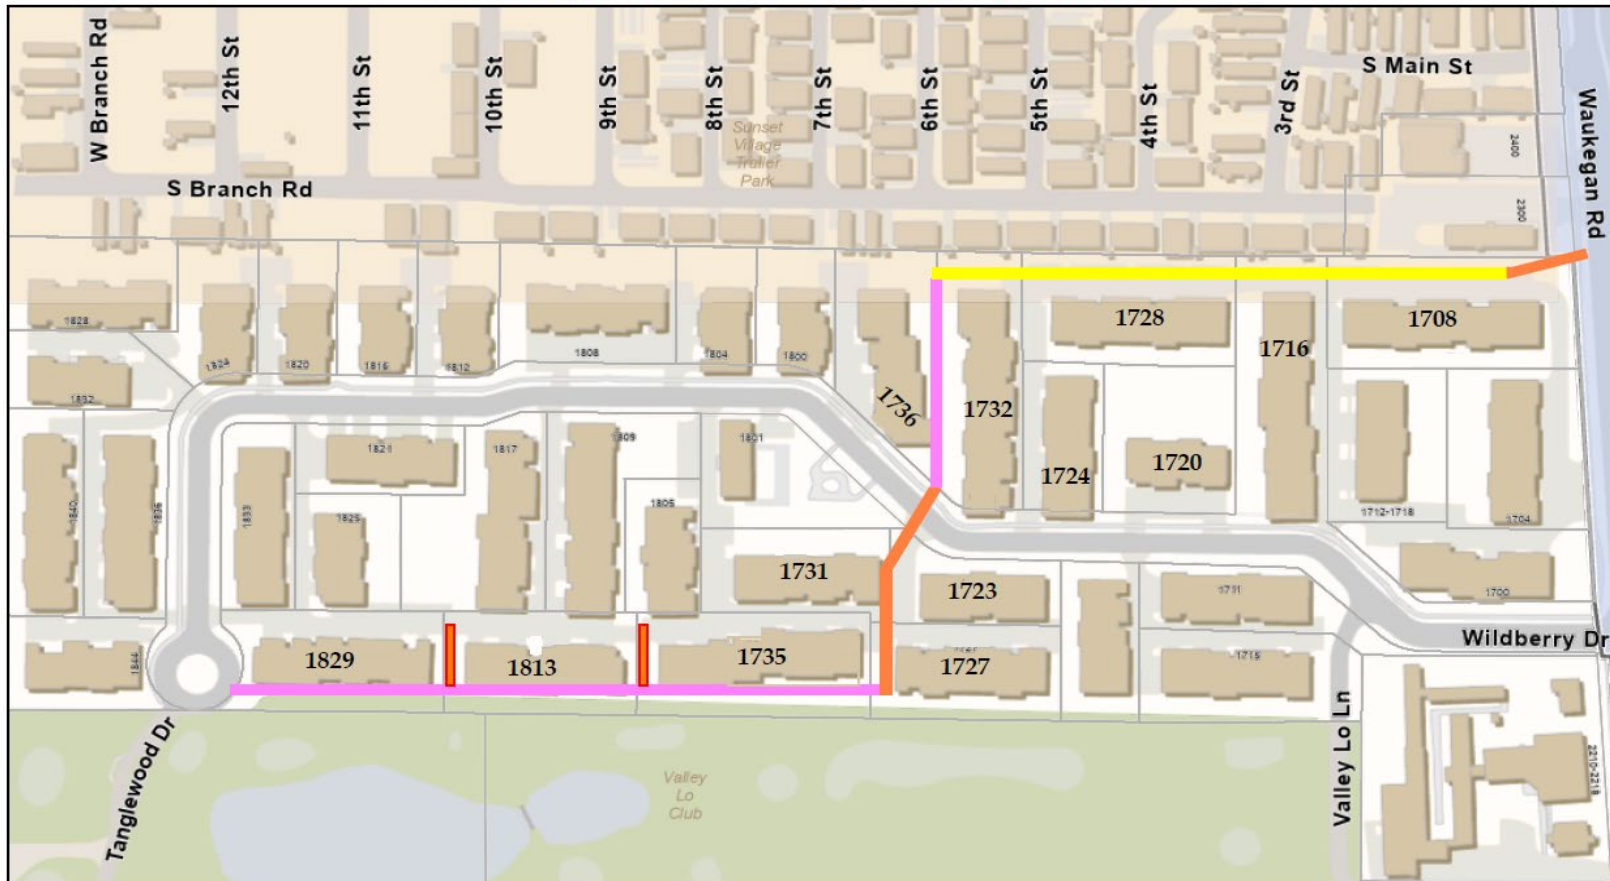 W Branch Rd
12th St
11th St
10th St
9th St
8th St
7th St
6th St
5th St
4th St
3rd St
S Main St
Waukegan Rd
2400
2300
Sunset
Village
Trailer
Park
S Branch Rd
1828
1824
1820
1816
1812
1808
1804
1800
1736
1732
1728
1716
1708
1832
1724
1720
1712-1718
1704
1840
1836
1833
1821
1825
1817
1809
1805
1801
1731
1723
1711
1700
1844
1829
1813
1735
1727
1715
Wildberry Dr
Tanglewood Dr
Valley
Lo
Club
Valley Lo Ln
2210-2218